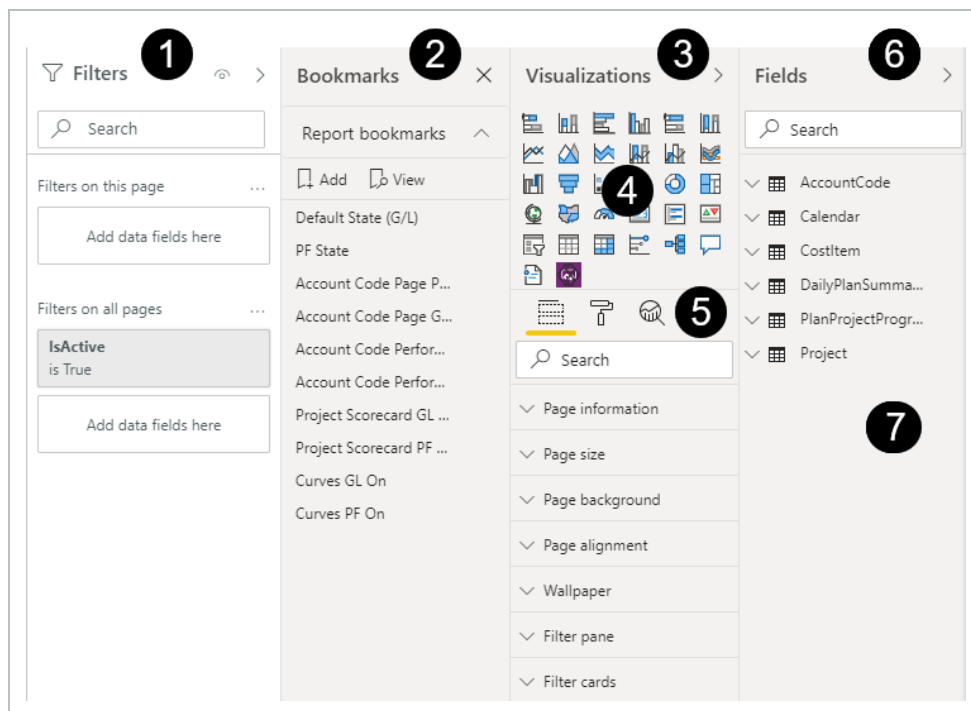 1
Filters
Search
Filters on this page
...
Add data fields here
Filters on all pages
...
IsActive
is True
Add data fields here
2
Bookmarks
Report bookmarks
Add
View
Default State (G/L)
PF State
Account Code Page P...
Account Code Page G...
Account Code Perfor...
Account Code Perfor...
Project Scorecard GL ...
Project Scorecard PF ...
Curves GL On
Curves PF On
3
Visualizations
4
5
Search
Page information
Page size
Page background
Page alignment
Wallpaper
Filter pane
Filter cards
6
Fields
Search
AccountCode
Calendar
CostItem
DailyPlanSumma...
PlanProjectProgr...
Project
7